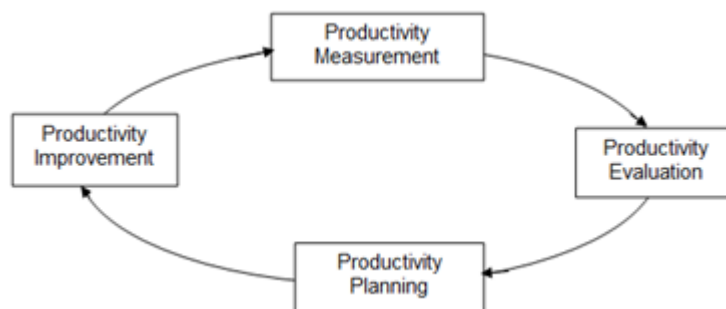 Productivity
Measurement
Productivity
Evaluation
Productivity
Planning
Productivity
Improvement